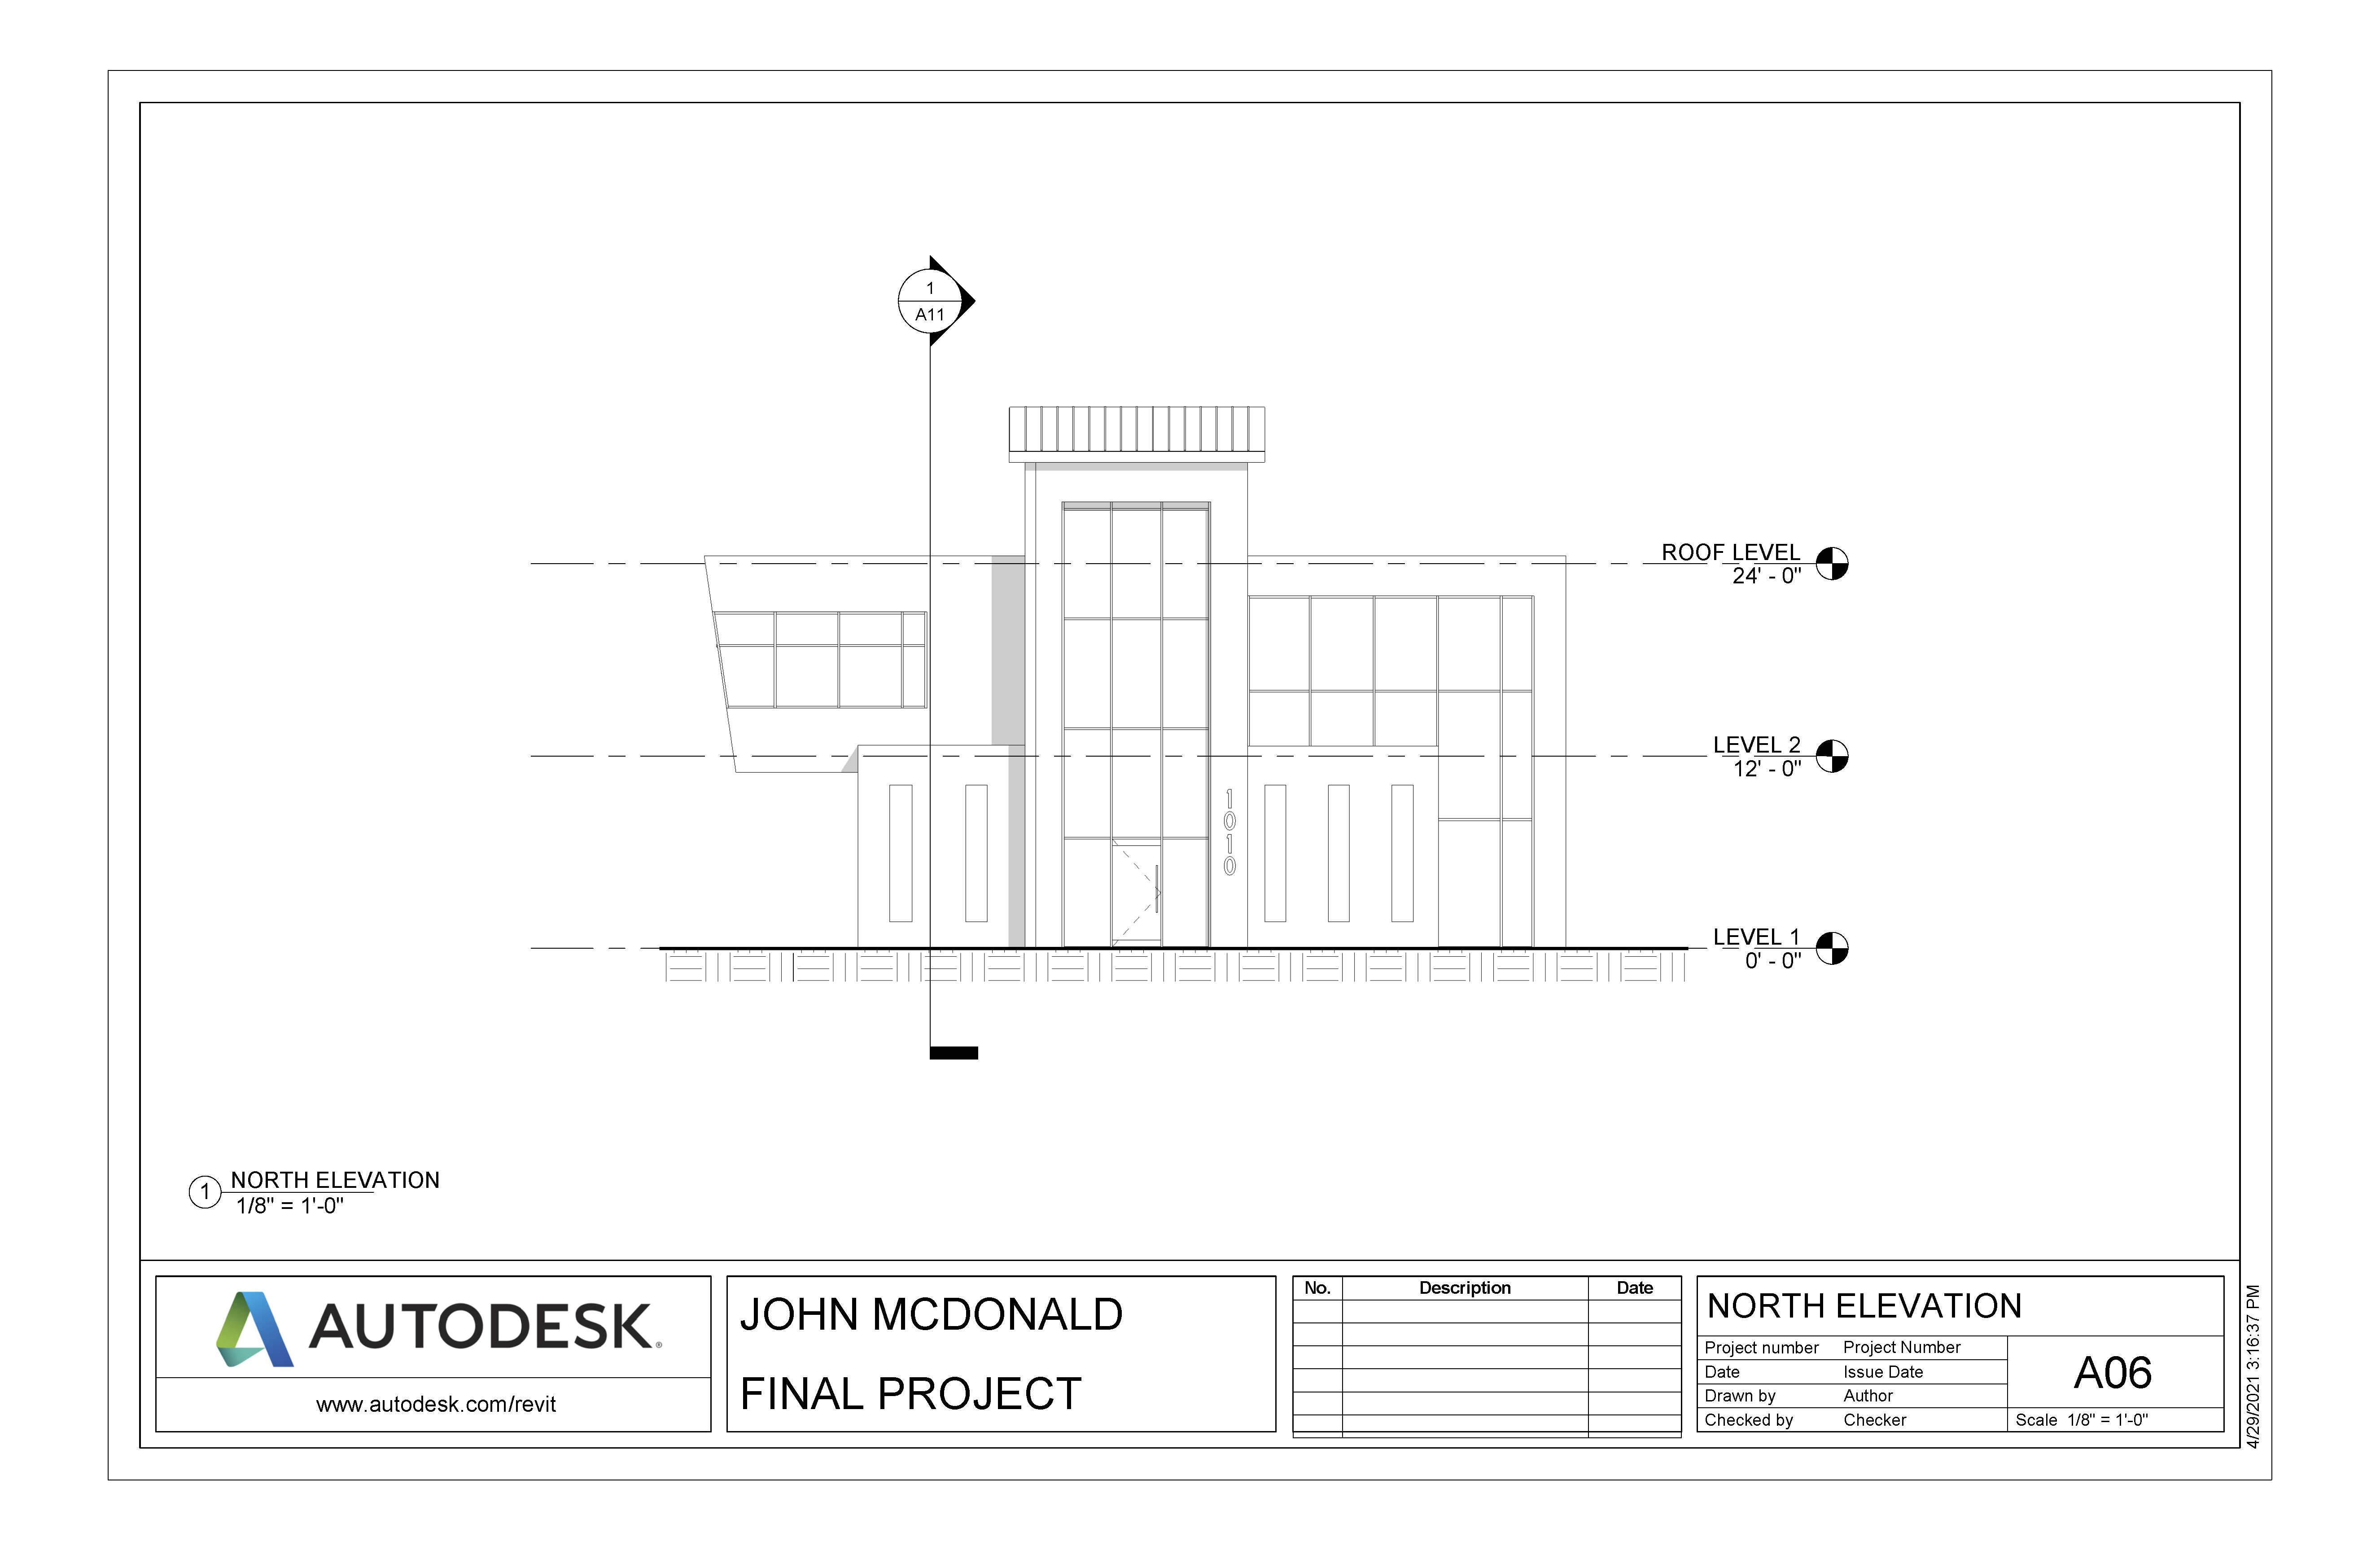 1
A11
ROOF LEVEL
24' - 0"
LEVEL 2
12' - 0"
1010
LEVEL 1
0' - 0"
1
NORTH ELEVATION
1/8" = 1'-0"
AUTODESK®
www.autodesk.com/revit
JOHN MCDONALD
FINAL PROJECT
No. Description Date
NORTH ELEVATION
Project number Project Number
Date Issue Date
Drawn by Author
Checked by Checker
A06
Scale 1/8" = 1'-0"
4/29/2021 3:16:37 PM